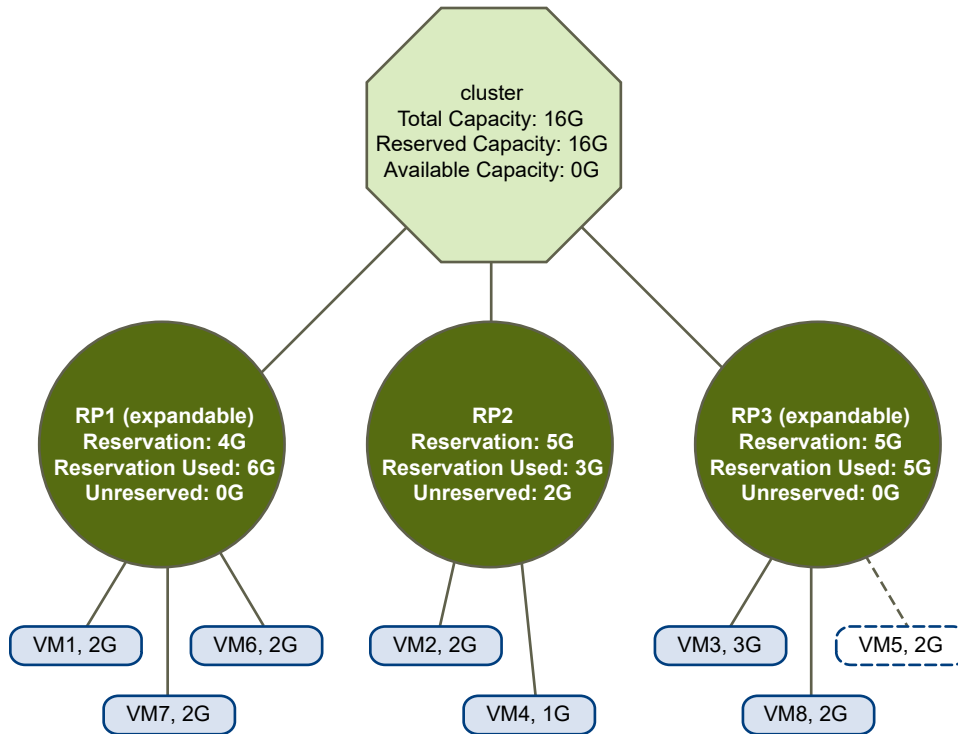 cluster
Total Capacity: 16G
Reserved Capacity: 16G
Available Capacity: 0G
RP1 (expandable)
Reservation: 4G
Reservation Used: 6G
Unreserved: 0G
RP2
Reservation: 5G
Reservation Used: 3G
Unreserved: 2G
RP3 (expandable)
Reservation: 5G
Reservation Used: 5G
Unreserved: 0G
VM1, 2G
VM6, 2G
VM7, 2G
VM2, 2G
VM4, 1G
VM3, 3G
VM5, 2G
VM8, 2G